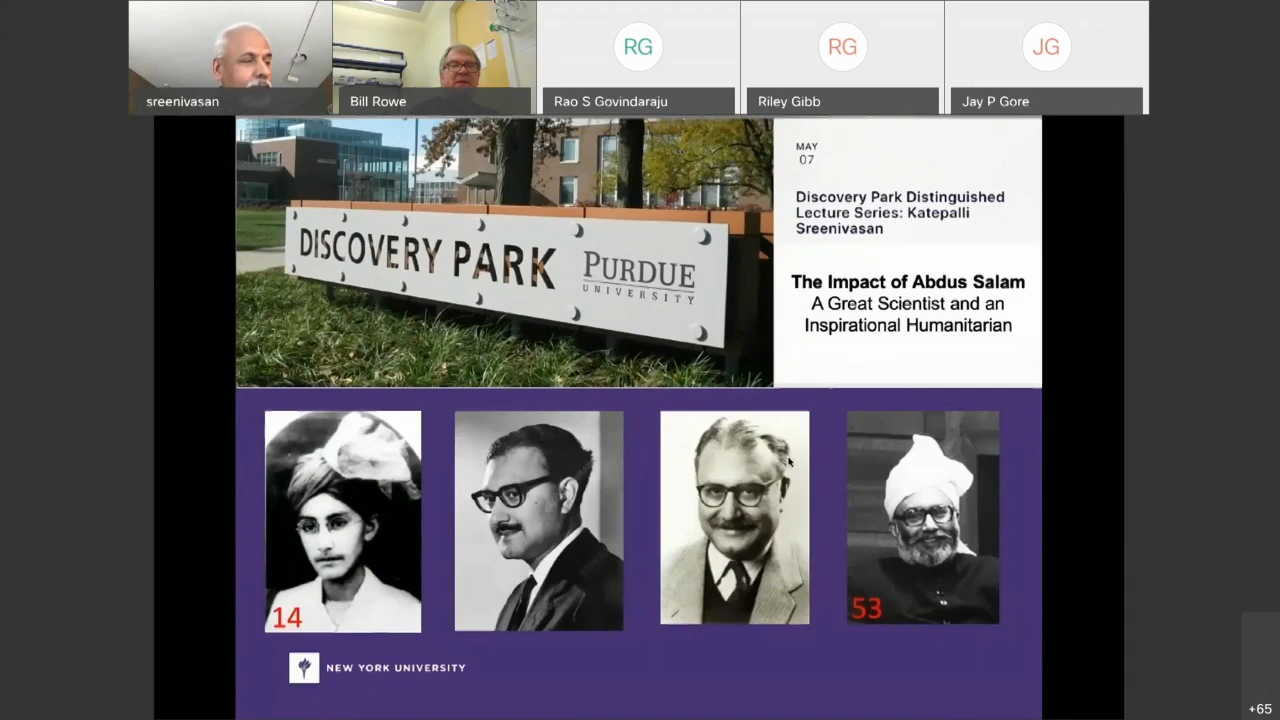 RG
RG
JG
sreenivasan
Bill Rowe
Rao S Govindaraju
Riley Gibb
Jay P Gore
DISCOVERY PARK
PURDUE
UNIVERSITY
MAY
07
Discovery Park Distinguished
Lecture Series: Katepalli
Sreenivasan
The Impact of Abdus Salam
A Great Scientist and an
Inspirational Humanitarian
14
53
NEW YORK UNIVERSITY
+65